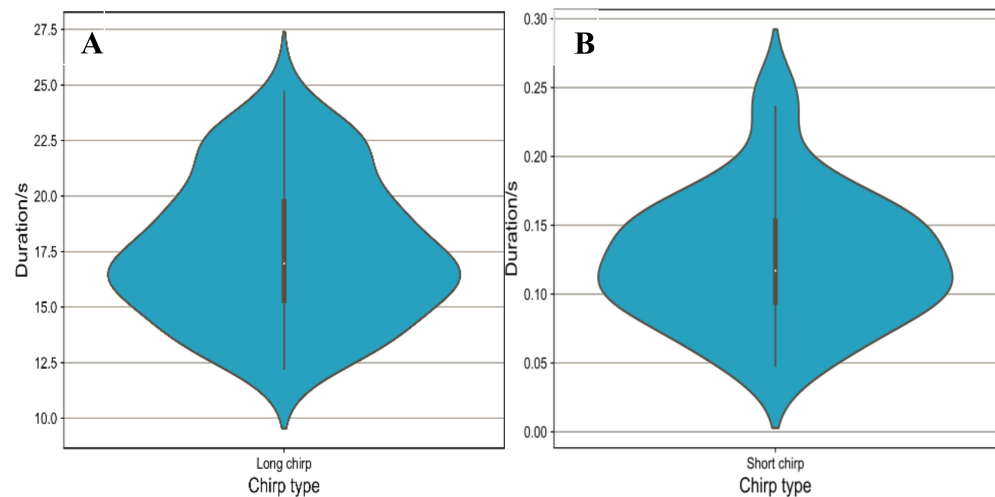 A
Duration/s
27.5
25.0
22.5
20.0
17.5
15.0
12.5
10.0
Long chirp
Chirp type
B
Duration/s
0.30
0.25
0.20
0.15
0.10
0.05
0.00
Short chirp
Chirp type